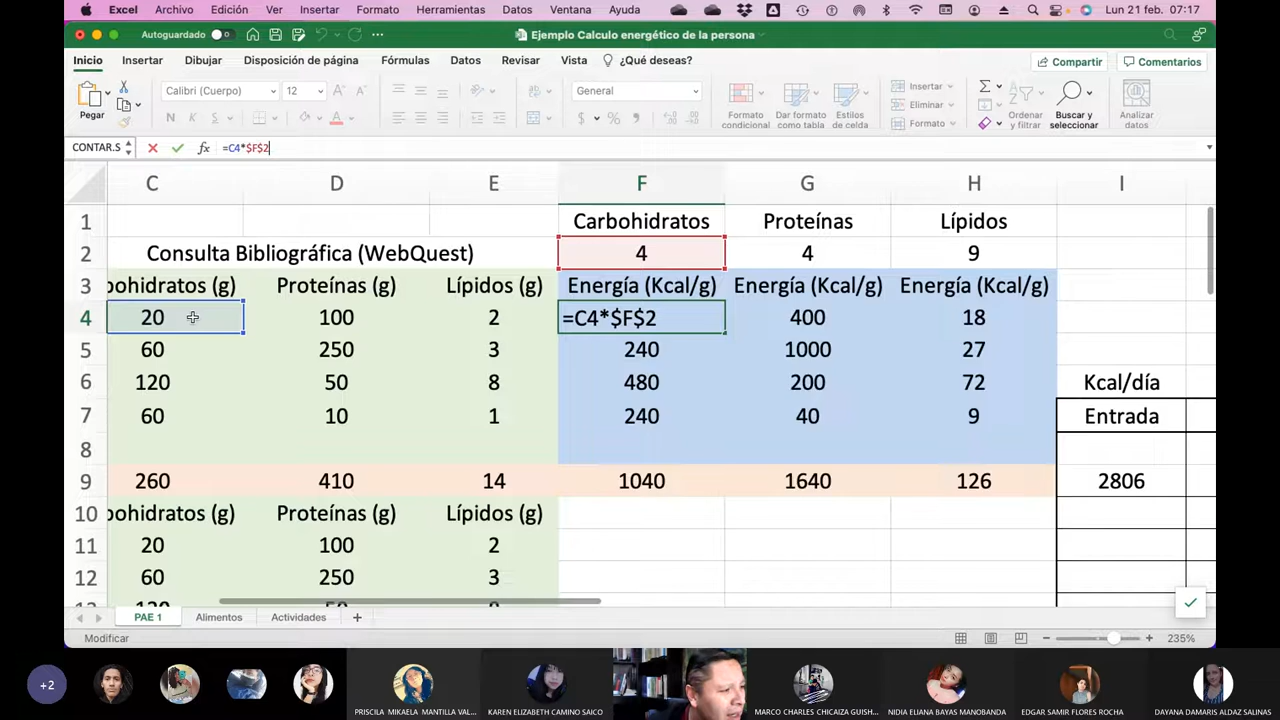 Excel Archivo Edición Ver Insertar Formato Herramientas Datos Ventana Ayuda Lun 21 feb. 07:17
Autoguardado Ejemplo Calculo energético de la persona
Inicio Insertar Dibujar Disposición de página Fórmulas Datos Revisar Vista ¿Qué deseas? Compartir Comentarios
Pegar Calibri (Cuerpo) 12 General Formato condicional Dar formato como tabla Estilos de celda Insertar Eliminar Formato Ordenar y filtrar Buscar y seleccionar Analizar datos
CONTAR.S fx =C4*$F$2
C D E F G H I
1 Carbohidratos Proteínas Lípidos
2 Consulta Bibliográfica (WebQuest) 4 4 9
3 bohidratos (g) Proteínas (g) Lípidos (g) Energía (Kcal/g) Energía (Kcal/g) Energía (Kcal/g)
4 20 100 2 =C4*$F$2 400 18
5 60 250 3 240 1000 27
6 120 50 8 480 200 72 Kcal/día
7 60 10 1 240 40 9 Entrada
8
9 260 410 14 1040 1640 126 2806
10 bohidratos (g) Proteínas (g) Lípidos (g)
11 20 100 2
12 60 250 3
13 120 50 8
PAE 1 Alimentos Actividades
Modificar 235%
+2 PRISCILA MIKAELA MANTILLA VAL... KAREN ELIZABETH CAMINO SAICO MARCO CHARLES CHICAIZA GUISH... NIDIA ELIANA BAYAS MANOBANDA EDGAR SAMIR FLORES ROCHA DAYANA DAMARIS ALDAZ SALINAS